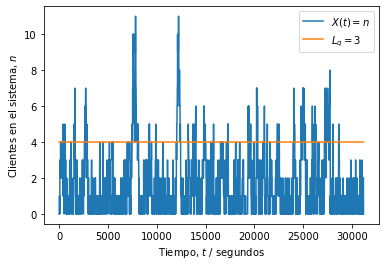 X(t) = n
L_q = 3
Clientes en el sistema, n
10
8
6
4
2
0
0 5000 10000 15000 20000 25000 30000
Tiempo, t / segundos